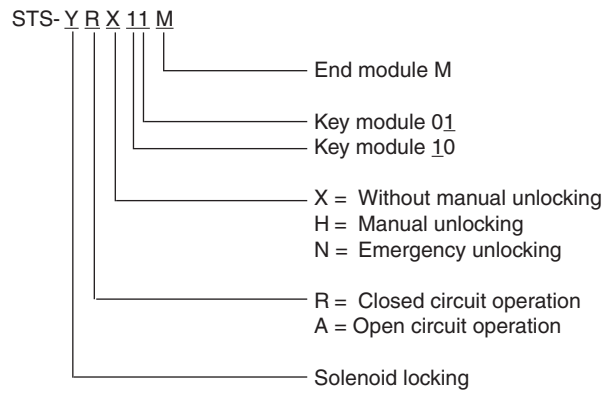 STS- Y R X 11 M
End module M
Key module 01
Key module 10
X = Without manual unlocking
H = Manual unlocking
N = Emergency unlocking
R = Closed circuit operation
A = Open circuit operation
Solenoid locking